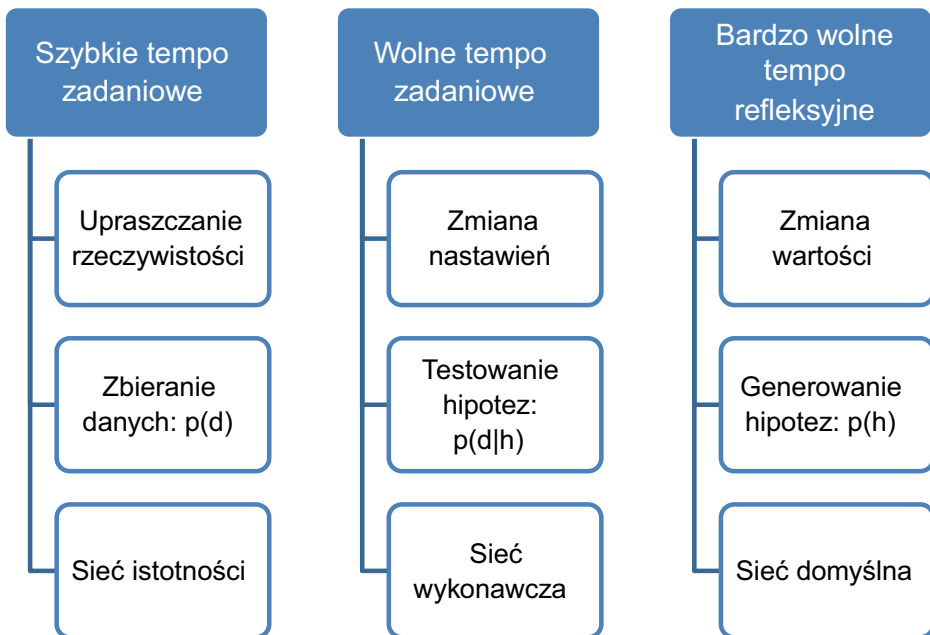 Szybkie tempo
zadaniowe
Upraszczanie
rzeczywistości
Zbieranie
danych: p(d)
Sieć istotności
Wolne tempo
zadaniowe
Zmiana
nastawień
Testowanie
hipotez:
p(d|h)
Sieć
wykonawcza
Bardzo wolne
tempo
refleksyjne
Zmiana
wartości
Generowanie
hipotez: p(h)
Sieć domyślna